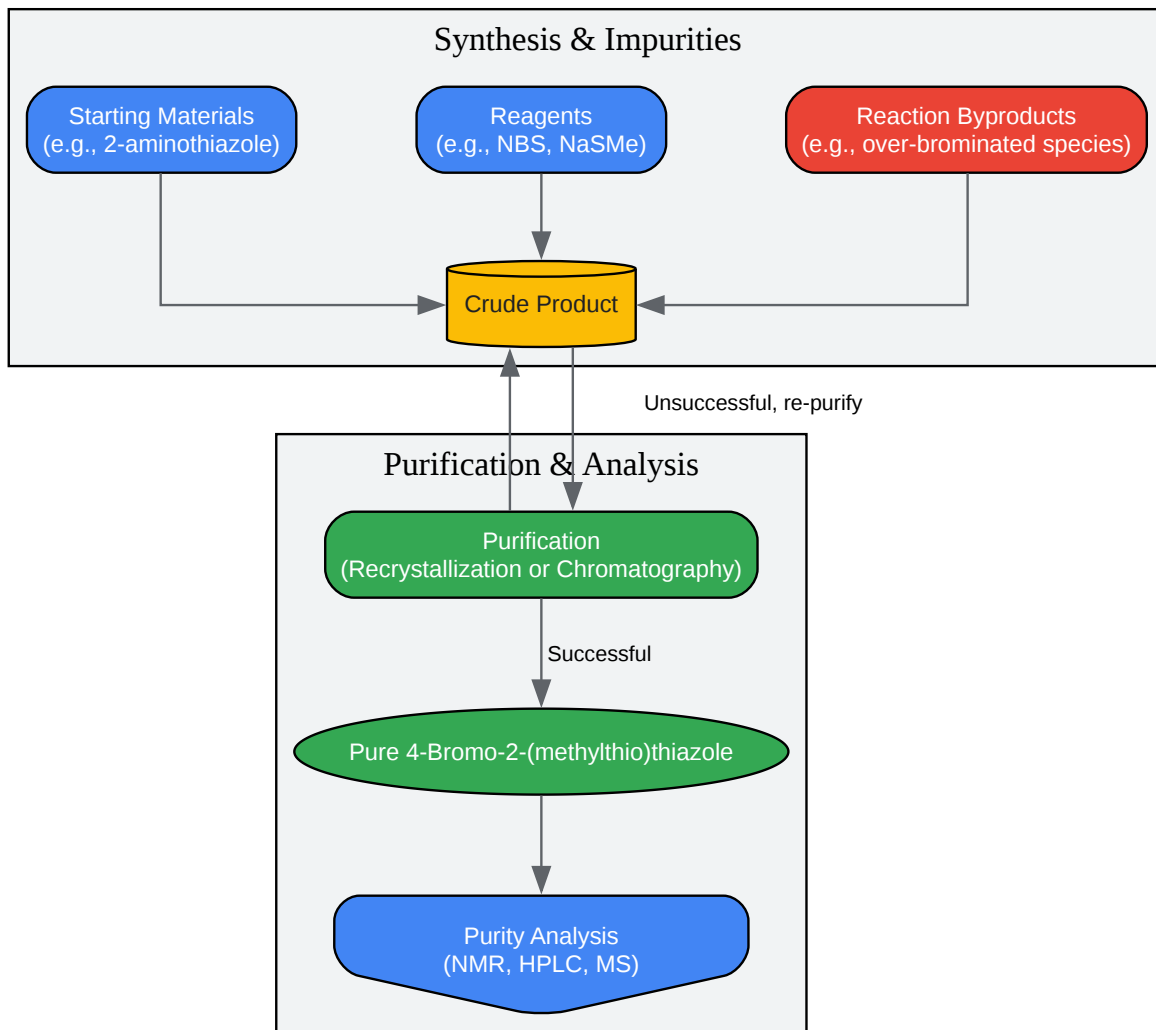 Synthesis & Impurities
Starting Materials
(e.g., 2-aminothiazole)
Reagents
(e.g., NBS, NaSMe)
Reaction Byproducts
(e.g., over-brominated species)
Crude Product
Unsuccessful, re-purify
Purification & Analysis
Purification
(Recrystallization or Chromatography)
Successful
Pure 4-Bromo-2-(methylthio)thiazole
Purity Analysis
(NMR, HPLC, MS)